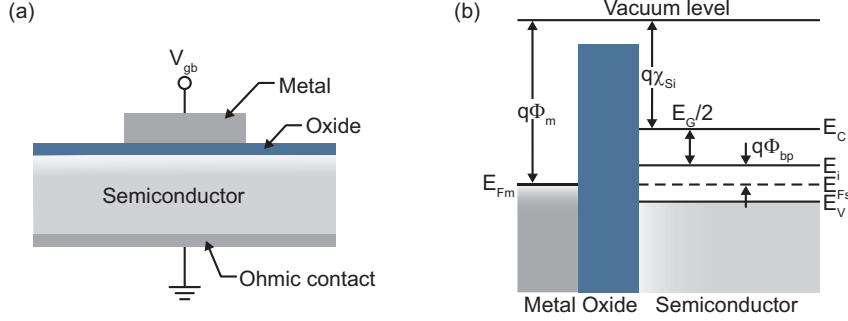 (a)
V_gb
Metal
Oxide
Semiconductor
Ohmic contact
(b)
Vacuum level
qΦ_m
qχ_Si
E_G/2
E_C
qΦ_bp
E_i
E_Fm
E_Fs
E_V
Metal Oxide Semiconductor